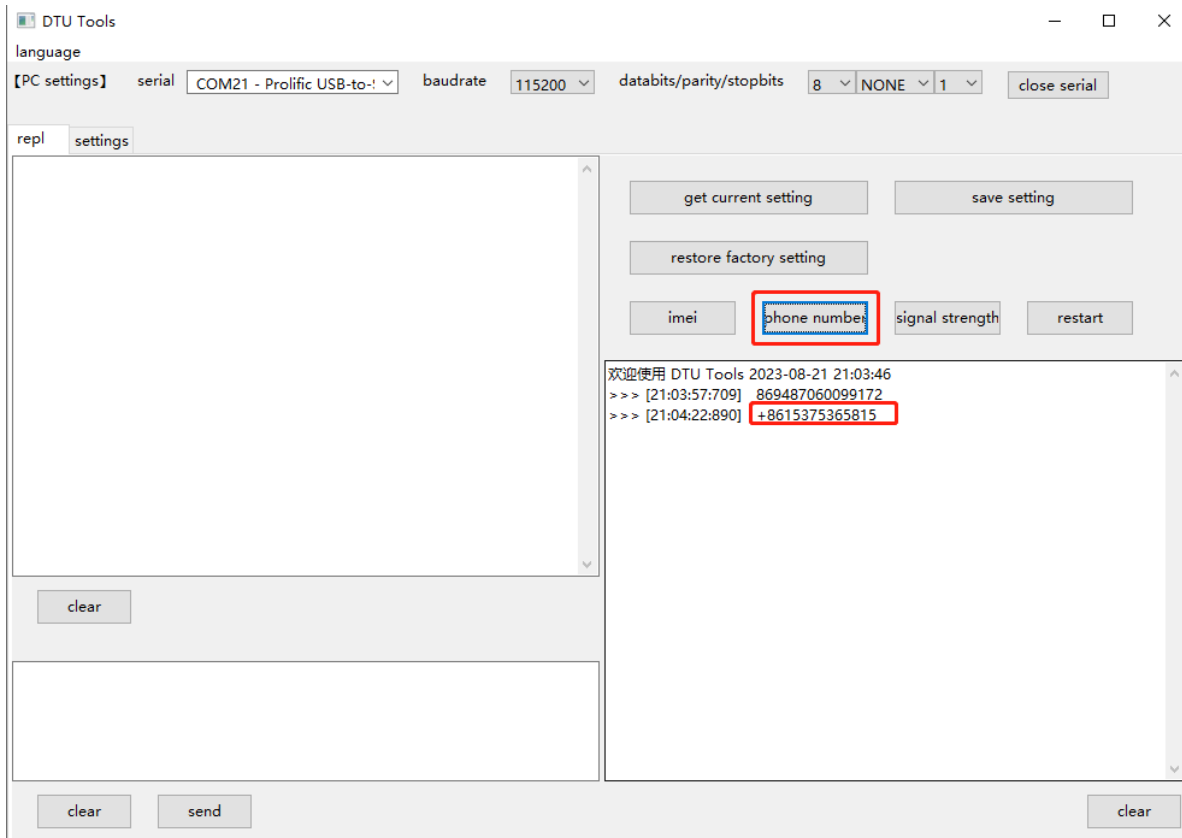 DTU Tools
language
【PC settings】 serial COM21 - Prolific USB-to-! baudrate 115200 databits/parity/stopbits 8 NONE 1 close serial
repl settings
get current setting save setting
restore factory setting
imei phone number signal strength restart
欢迎使用 DTU Tools 2023-08-21 21:03:46
>>> [21:03:57:709] 869487060099172
>>> [21:04:22:890] +8615375365815
clear
clear send clear